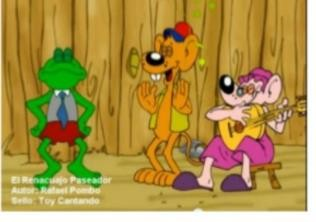 El Renacuajo Paseador
Autor: Rafael Pombo
Sello: Toy Cantando